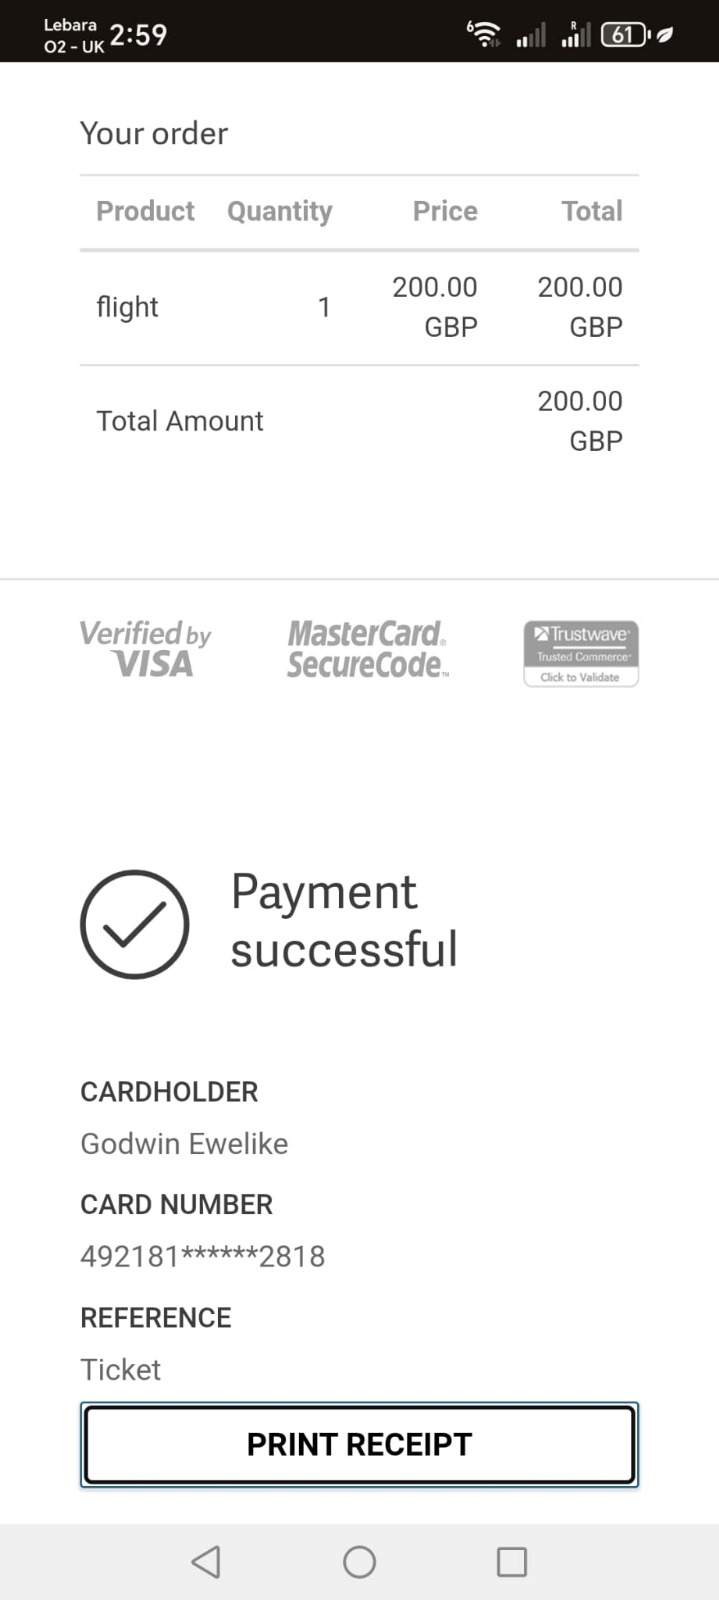 Lebara
O2 - UK 2:59
6 R 61
Your order
Product Quantity Price Total
flight 1 200.00 GBP 200.00 GBP
Total Amount 200.00 GBP
Verified by VISA
MasterCard® SecureCode™
Trustwave®
Trusted Commerce™
Click to Validate
Payment
successful
CARDHOLDER
Godwin Ewelike
CARD NUMBER
492181******2818
REFERENCE
Ticket
PRINT RECEIPT